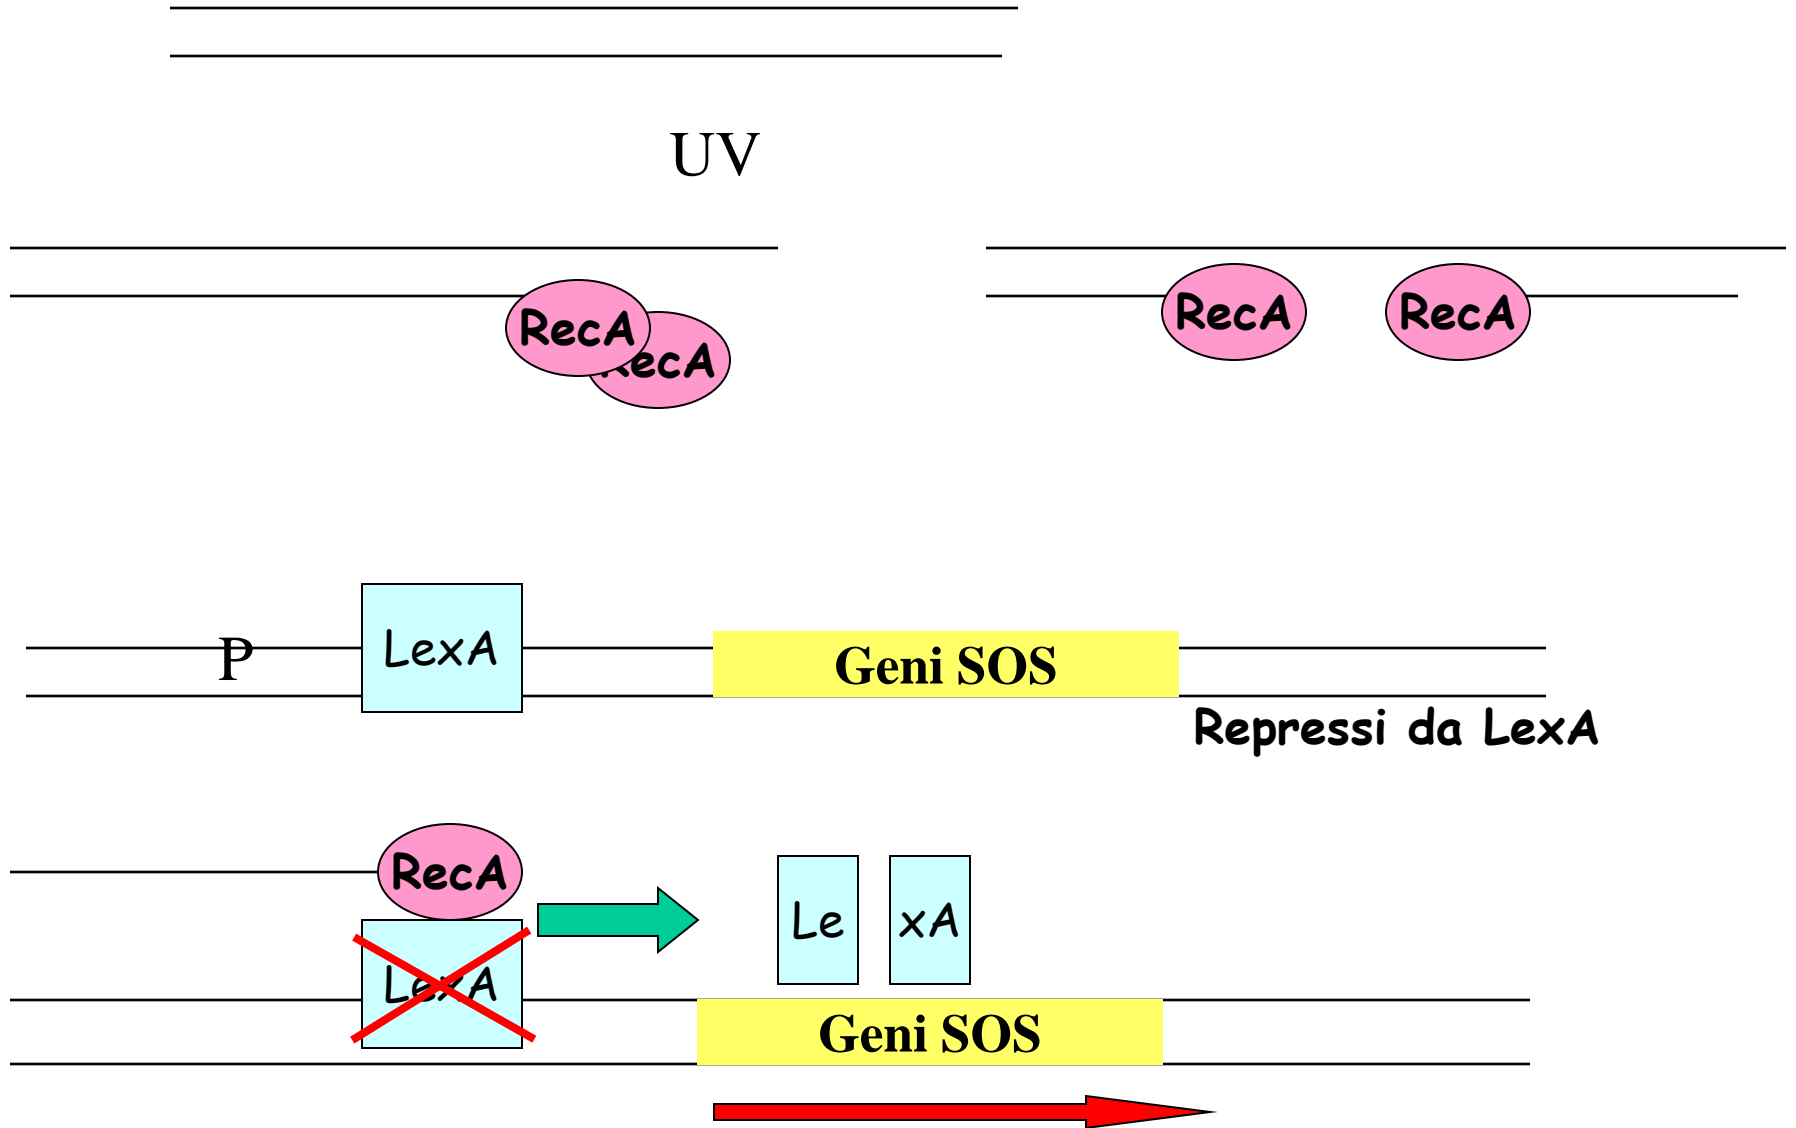 UV
RecA
RecA
RecA
RecA
P
LexA
Geni SOS
Repressi da LexA
RecA
LexA
Le
xA
Geni SOS